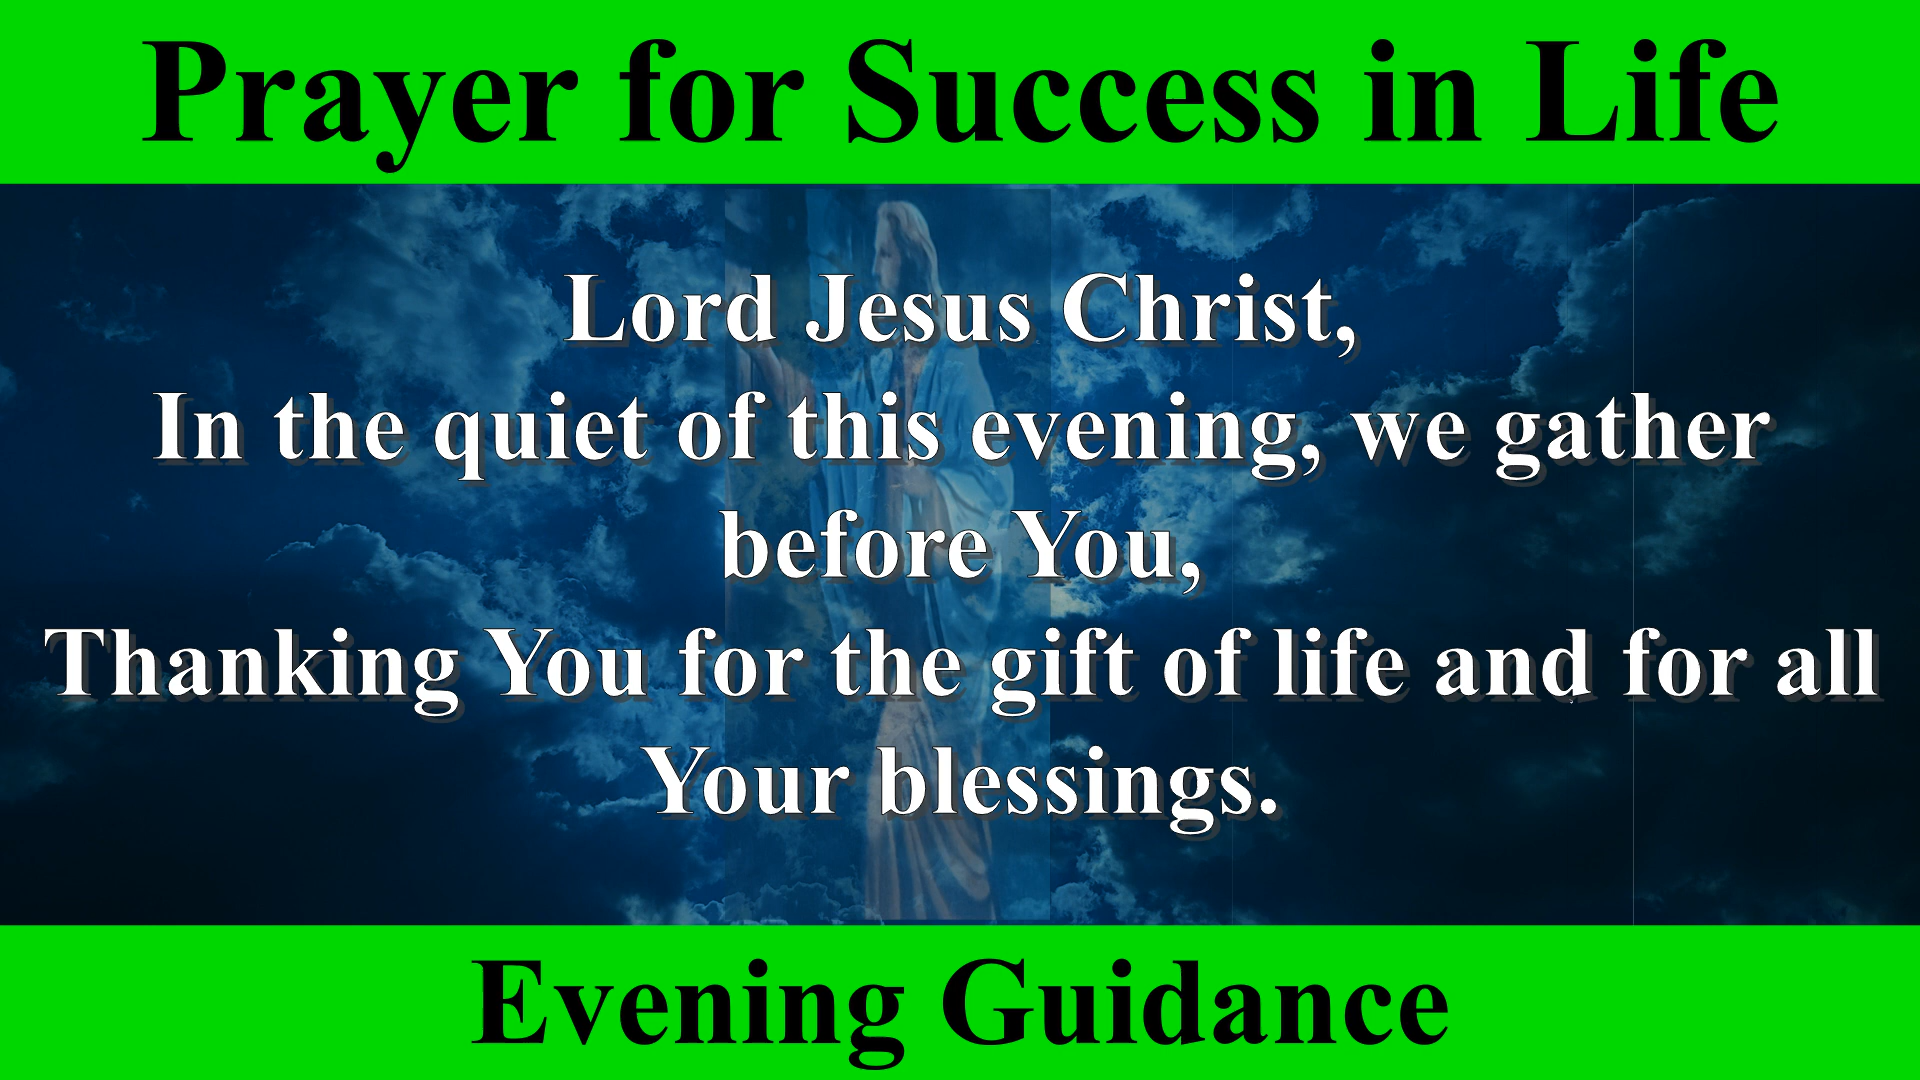 Prayer for Success in Life
Lord Jesus Christ,
In the quiet of this evening, we gather
before You,
Thanking You for the gift of life and for all
Your blessings.
Evening Guidance